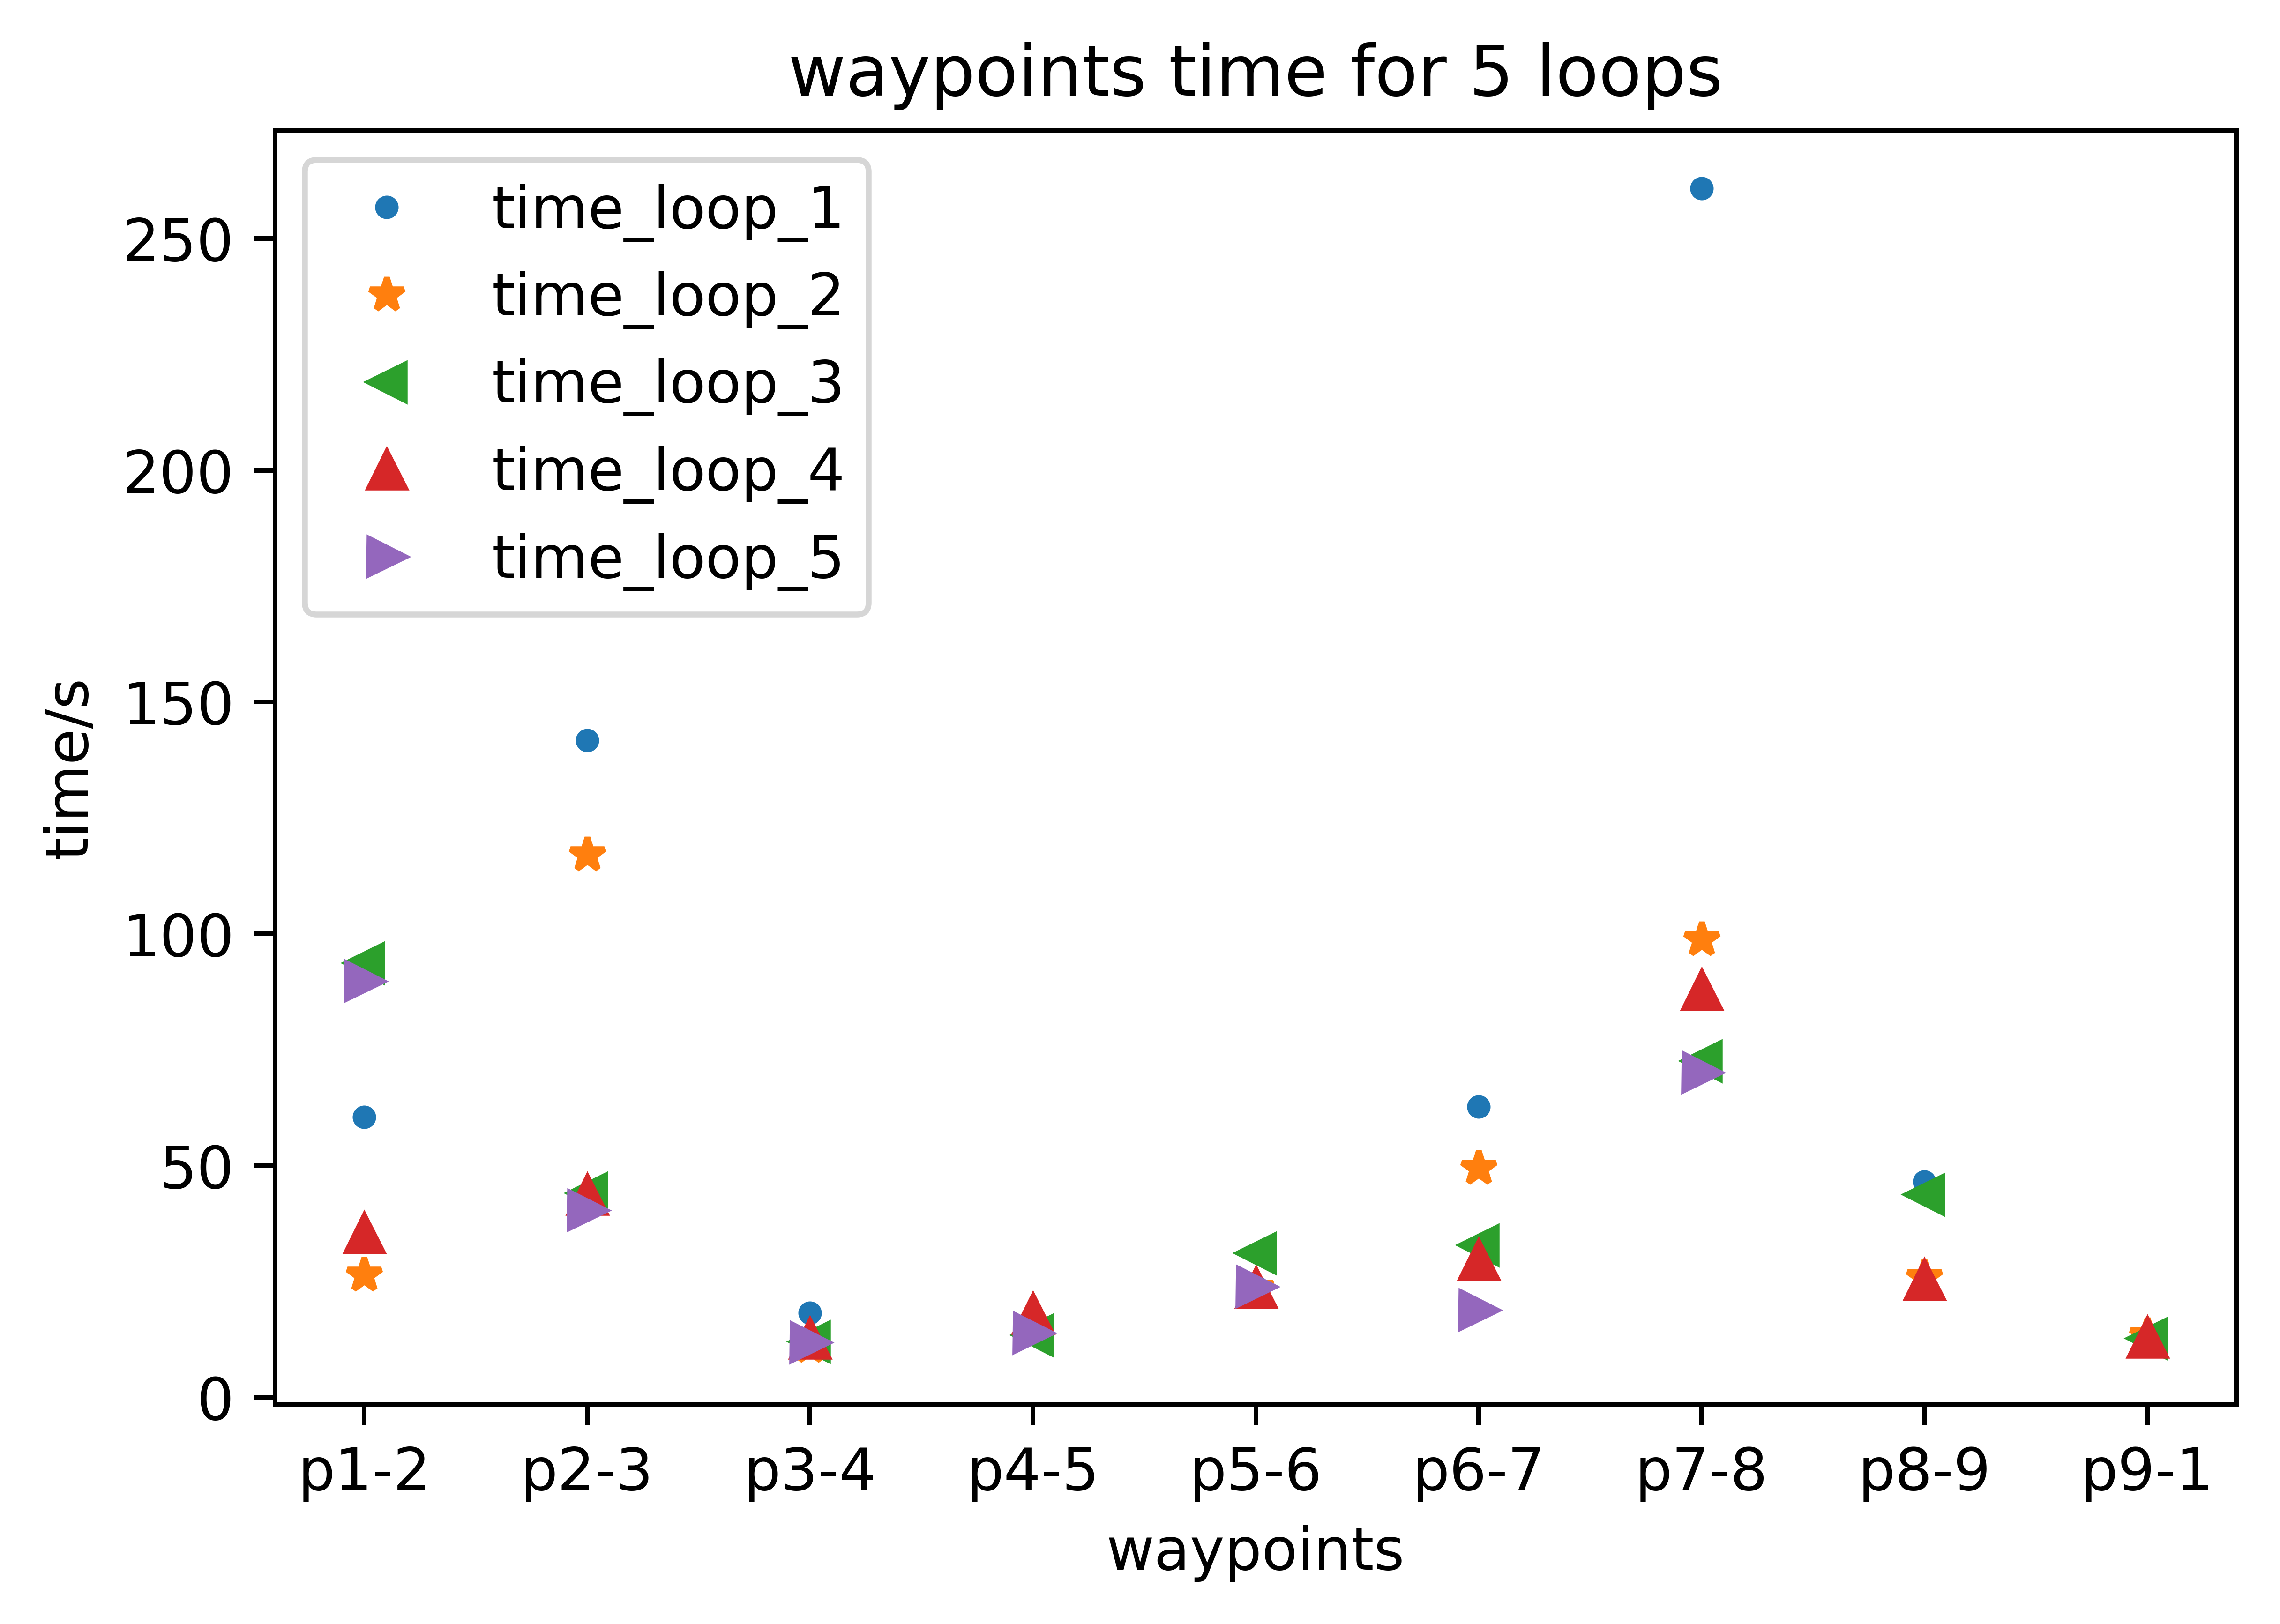 waypoints time for 5 loops
time_loop_1
time_loop_2
time_loop_3
time_loop_4
time_loop_5
250
200
150
100
50
0
time/s
p1-2 p2-3 p3-4 p4-5 p5-6 p6-7 p7-8 p8-9 p9-1
waypoints